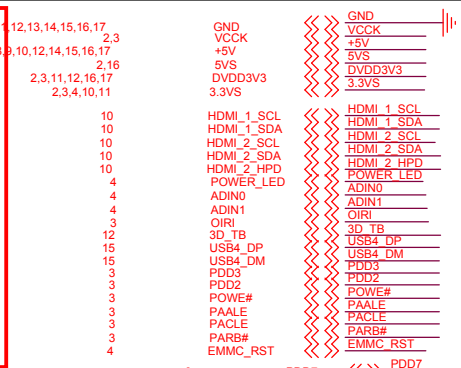 ,12,13,14,15,16,17 GND GND
2,3 VCCK VCCK
,9,10,12,14,15,16,17 +5V +5V
2,16 5VS 5VS
2,3,11,12,16,17 DVDD3V3 DVDD3V3
2,3,4,10,11 3.3VS 3.3VS
10 HDMI_1_SCL HDMI_1_SCL
10 HDMI_1_SDA HDMI_1_SDA
10 HDMI_2_SCL HDMI_2_SCL
10 HDMI_2_SDA HDMI_2_SDA
10 HDMI_2_HPD HDMI_2_HPD
4 POWER_LED POWER_LED
4 ADIN0 ADIN0
4 ADIN1 ADIN1
3 OIRI OIRI
12 3D_TB 3D_TB
15 USB4_DP USB4_DP
15 USB4_DM USB4_DM
3 PDD3 PDD3
3 PDD2 PDD2
3 POWE# POWE#
3 PAALE PAALE
3 PACLE PACLE
3 PARB# PARB#
4 EMMC_RST EMMC_RST
PDD7